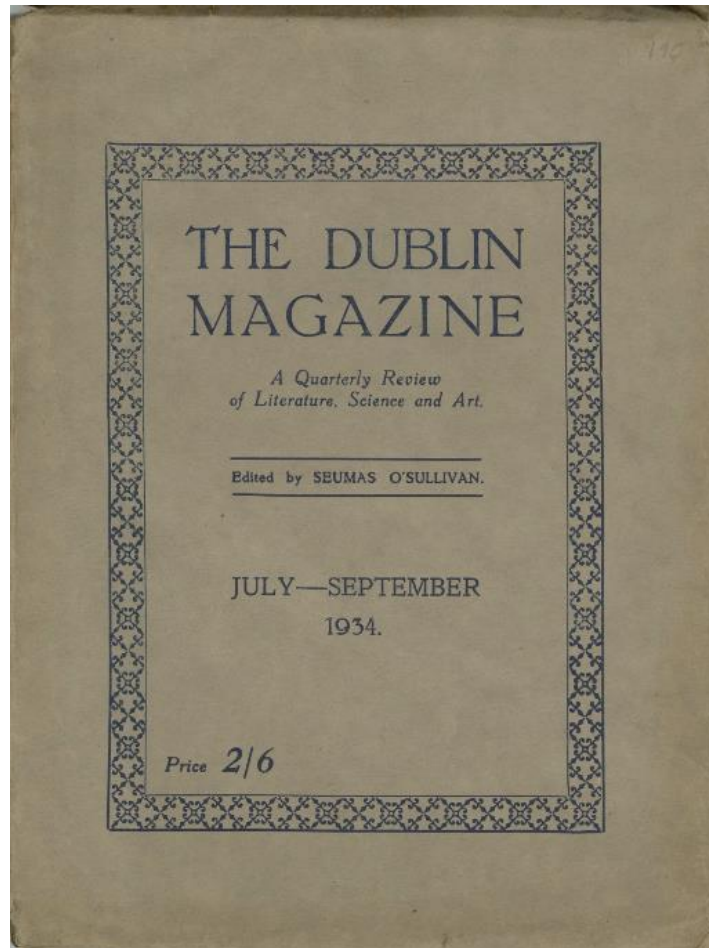 THE DUBLIN
MAGAZINE
A Quarterly Review
of Literature, Science and Art.
Edited by SEUMAS O'SULLIVAN.
JULY—SEPTEMBER
1934.
Price 2/6